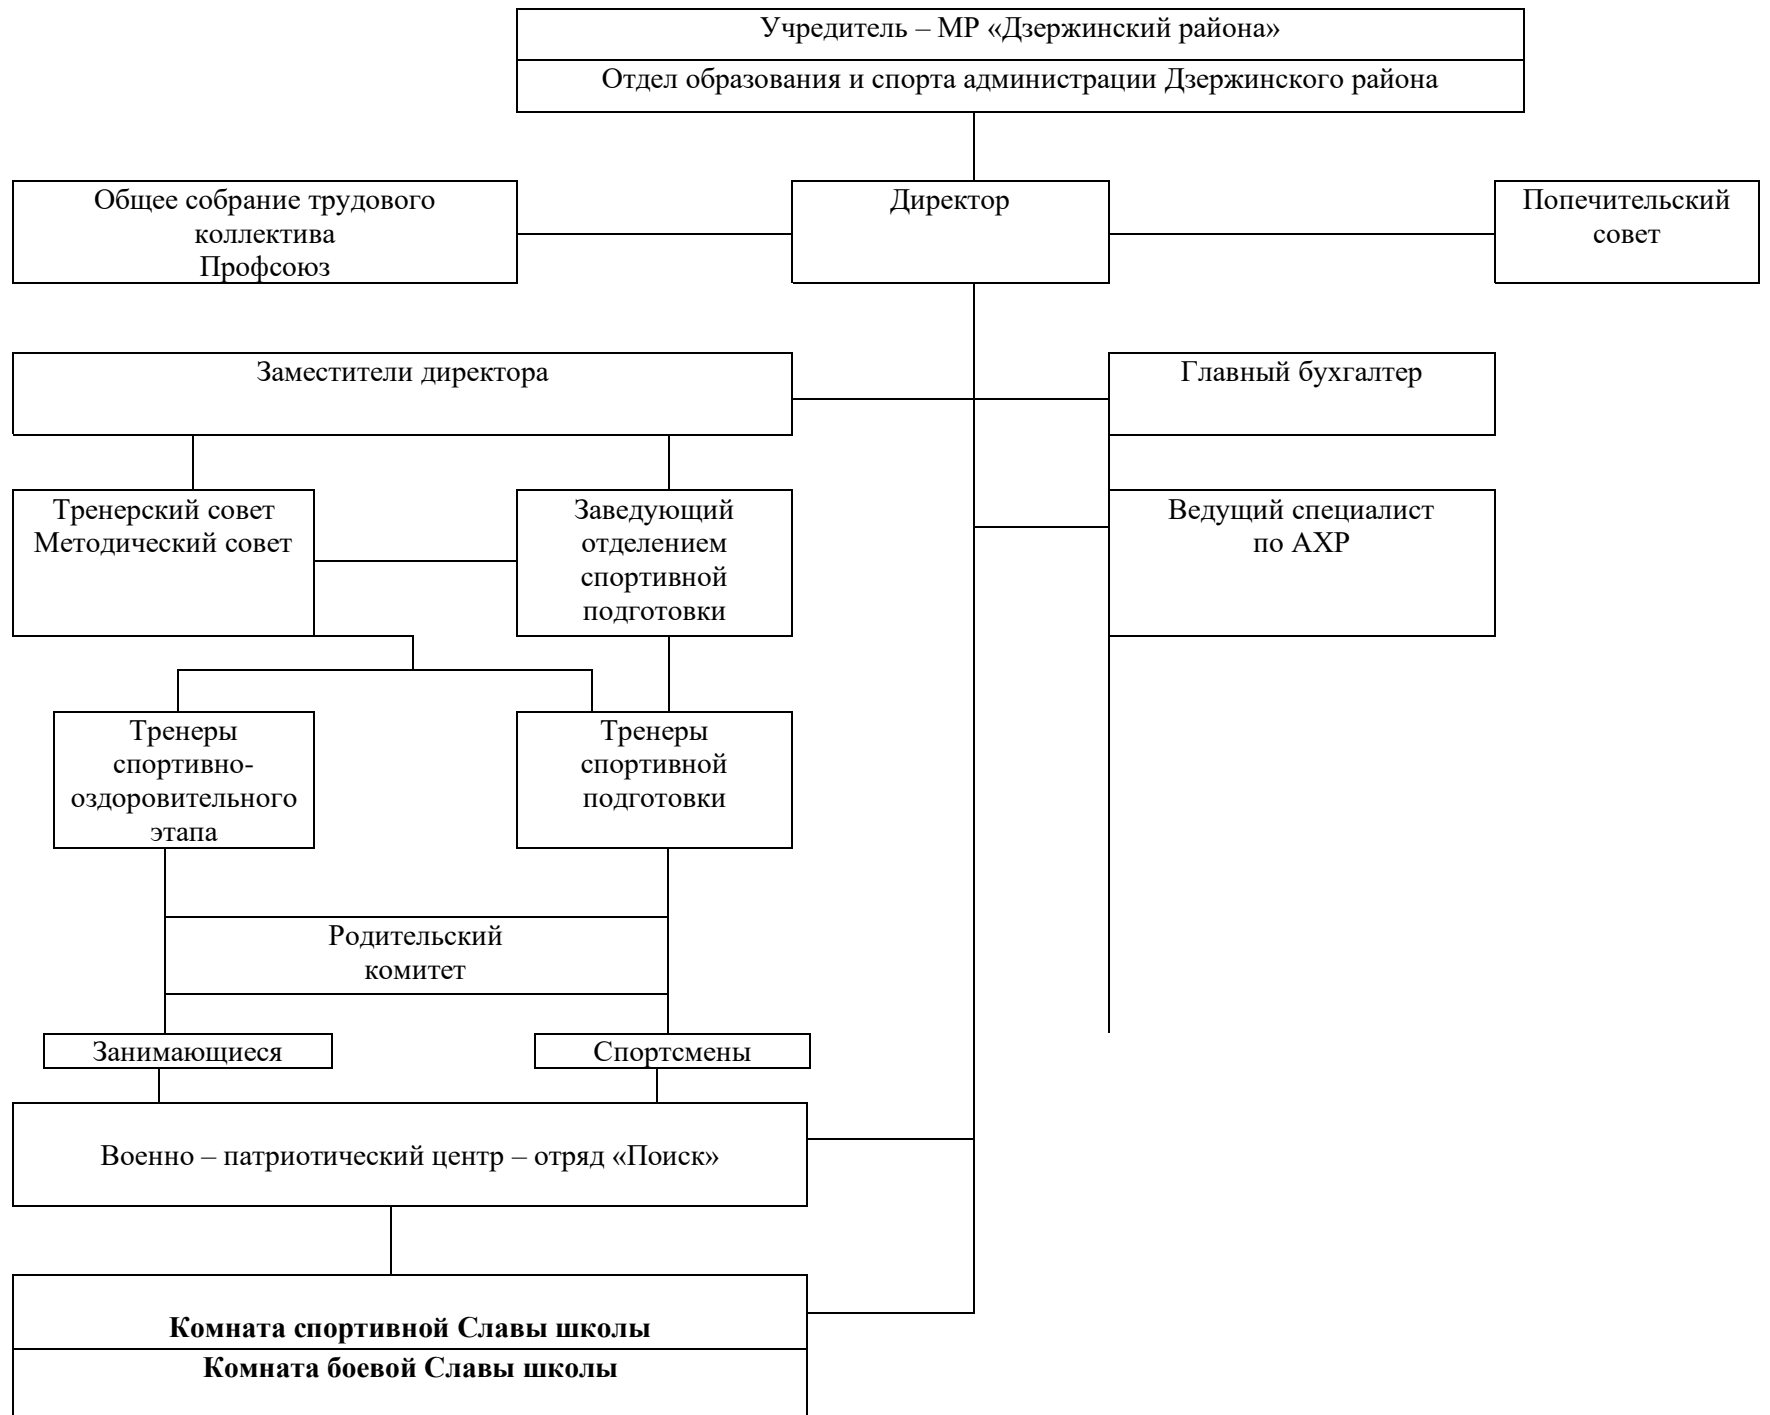 Учредитель – МР «Дзержинский района»
Отдел образования и спорта администрации Дзержинского района
Общее собрание трудового
коллектива
Профсоюз
Директор
Попечительский
совет
Заместители директора
Главный бухгалтер
Тренерский совет
Методический совет
Заведующий
отделением
спортивной
подготовки
Ведущий специалист
по АХР
Тренеры
спортивно-
оздоровительного
этапа
Тренеры
спортивной
подготовки
Родительский
комитет
Занимающиеся
Спортсмены
Военно – патриотический центр – отряд «Поиск»
Комната спортивной Славы школы
Комната боевой Славы школы